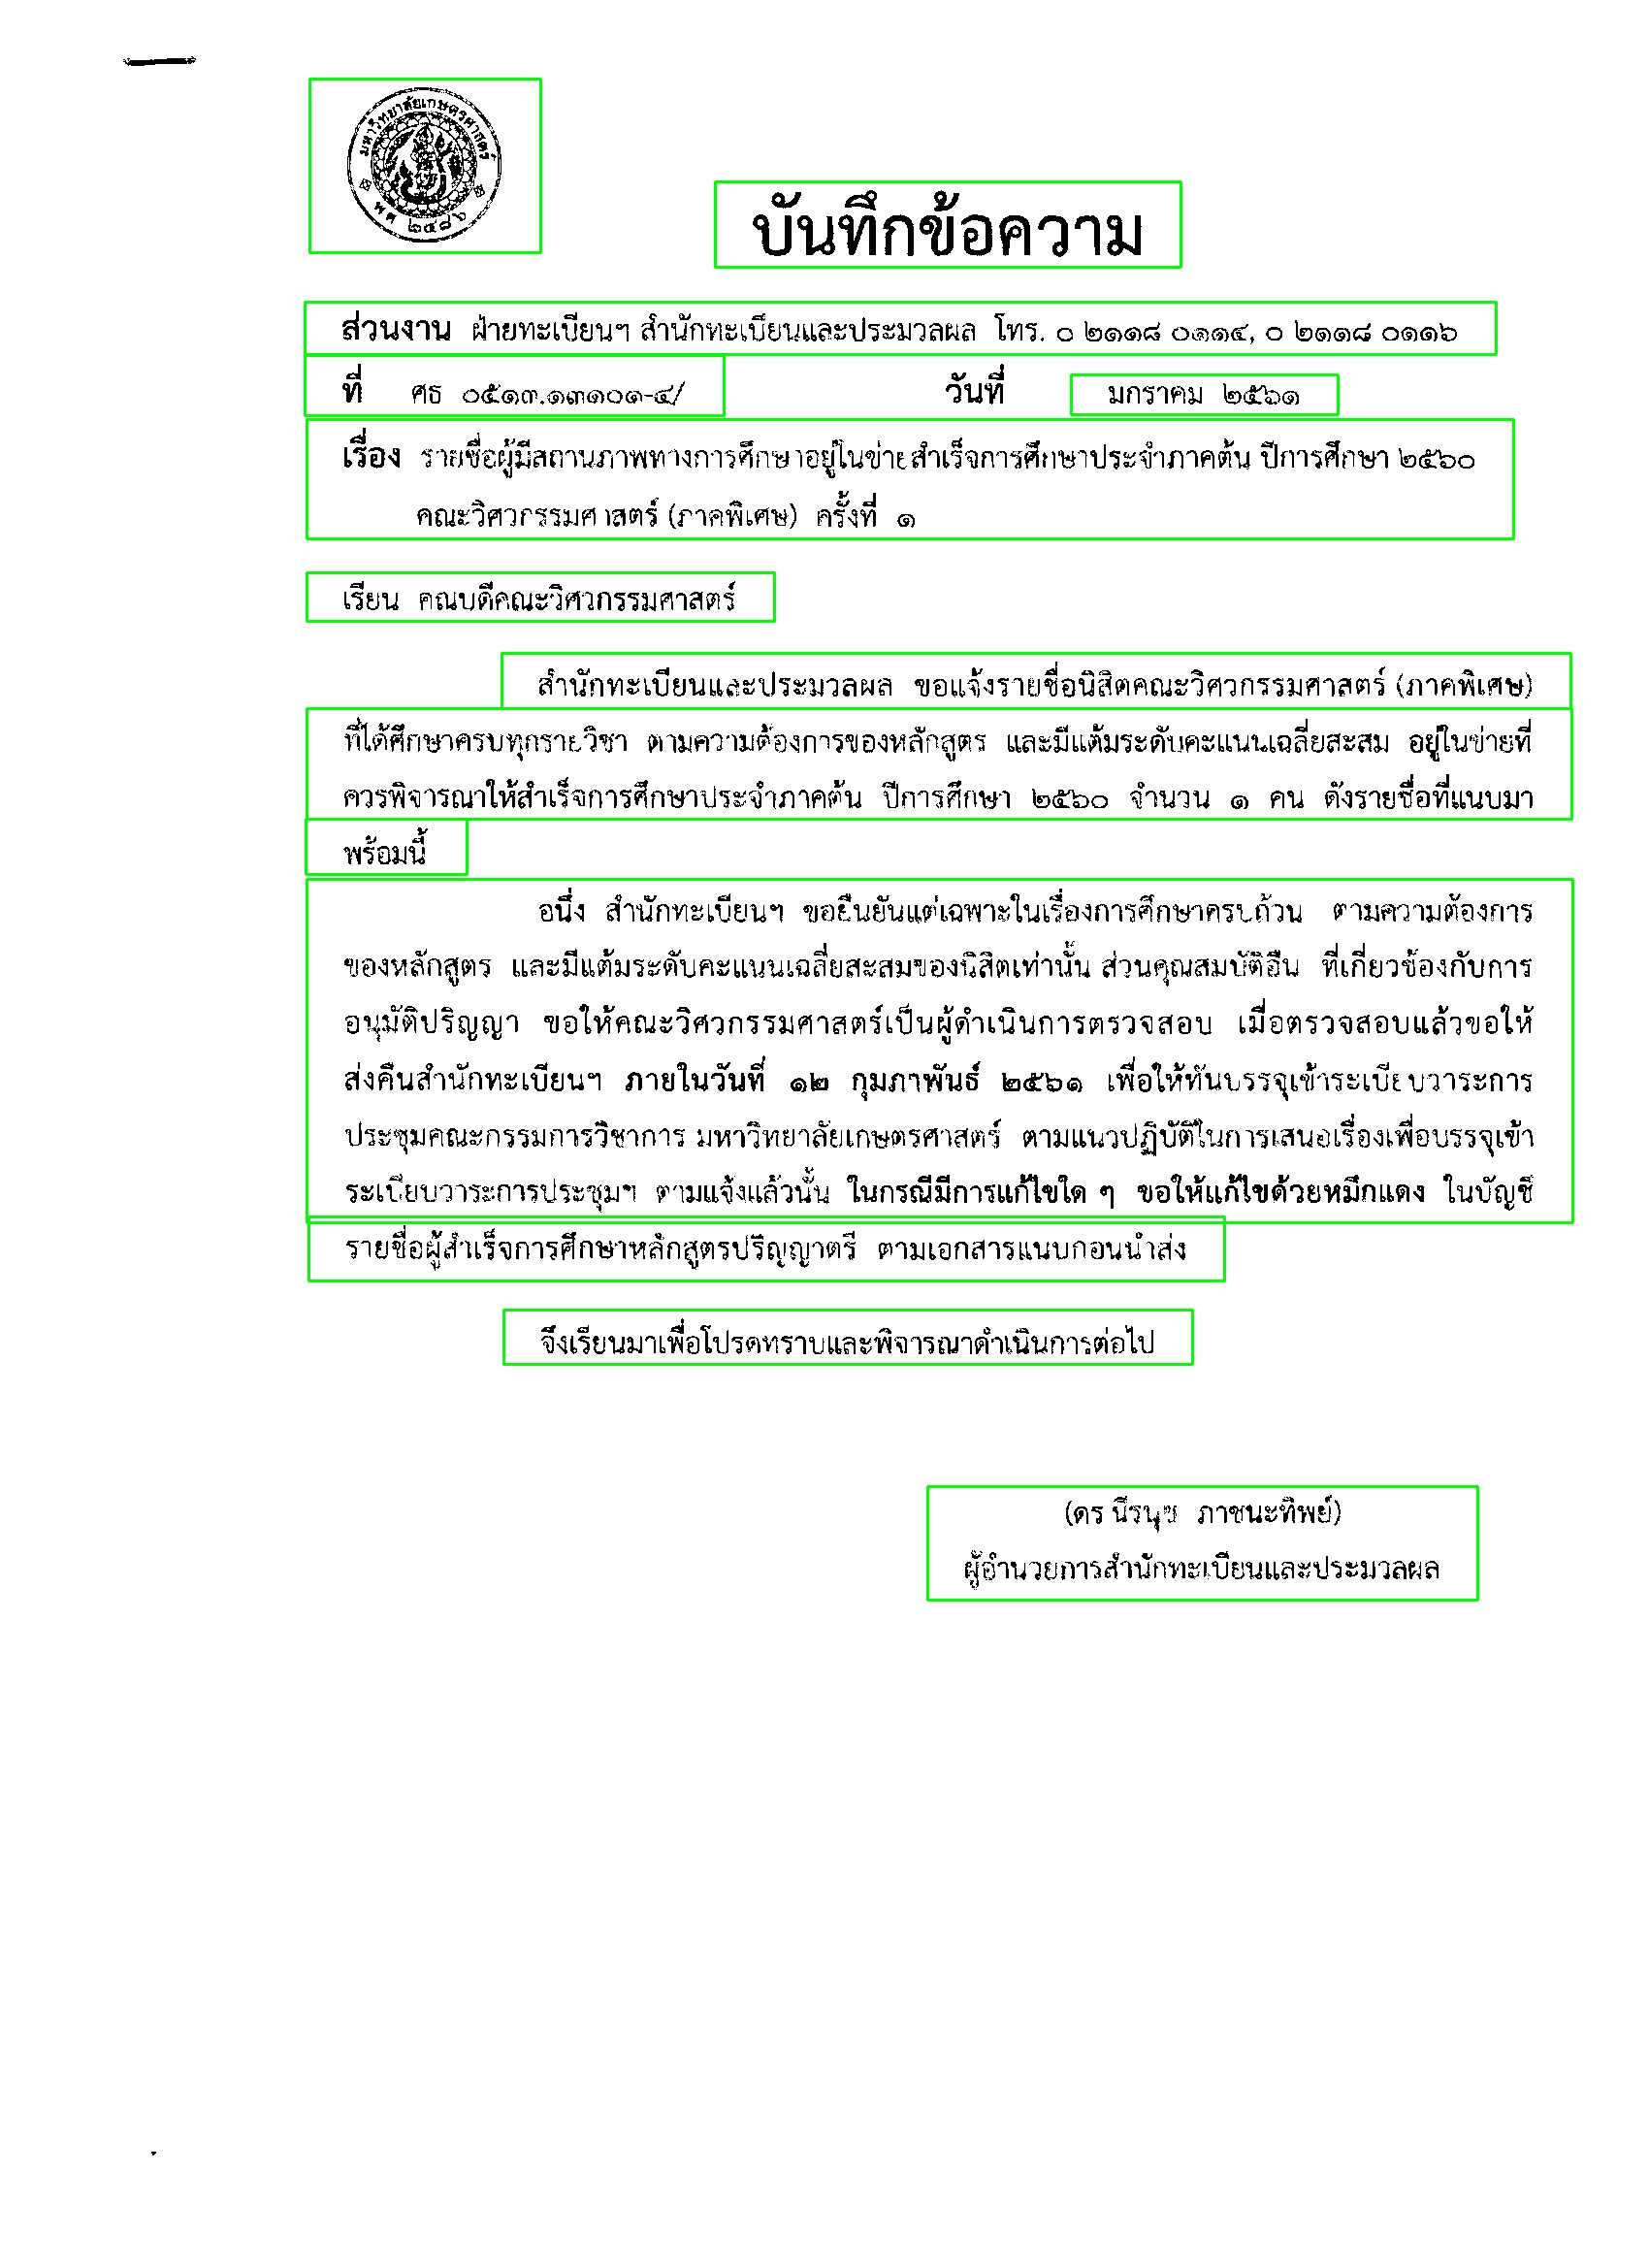 มหาวิทยาลัยเกษตรศาสตร์
พศ ๒๔๘๖
บันทึกข้อความ
ส่วนงาน ฝ่ายทะเบียนฯ สำนักทะเบียนและประมวลผล โทร. ๐ ๒๑๑๘ ๐๑๑๔, ๐ ๒๑๑๘ ๐๑๑๖
ที่ ศธ ๐๕๑๓.๑๓๑๐๑-๔/ วันที่ มกราคม ๒๕๖๑
เรื่อง รายชื่อผู้มีสถานภาพทางการศึกษาอยู่ในข่ายสำเร็จการศึกษาประจำภาคต้น ปีการศึกษา ๒๕๖๐
คณะวิศวกรรมศาสตร์ (ภาคพิเศษ) ครั้งที่ ๑
เรียน คณบดีคณะวิศวกรรมศาสตร์
สำนักทะเบียนและประมวลผล ขอแจ้งรายชื่อนิสิตคณะวิศวกรรมศาสตร์ (ภาคพิเศษ)
ที่ได้ศึกษาครบทุกรายวิชา ตามความต้องการของหลักสูตร และมีแต้มระดับคะแนนเฉลี่ยสะสม อยู่ในข่ายที่
ควรพิจารณาให้สำเร็จการศึกษาประจำภาคต้น ปีการศึกษา ๒๕๖๐ จำนวน ๑ คน ดังรายชื่อที่แนบมา
พร้อมนี้
อนึ่ง สำนักทะเบียนฯ ขอยืนยันแต่เฉพาะในเรื่องการศึกษาครบถ้วน ตามความต้องการ
ของหลักสูตร และมีแต้มระดับคะแนนเฉลี่ยสะสมของนิสิตเท่านั้น ส่วนคุณสมบัติอื่น ที่เกี่ยวข้องกับการ
อนุมัติปริญญา ขอให้คณะวิศวกรรมศาสตร์เป็นผู้ดำเนินการตรวจสอบ เมื่อตรวจสอบแล้วขอให้
ส่งคืนสำนักทะเบียนฯ ภายในวันที่ ๑๒ กุมภาพันธ์ ๒๕๖๑ เพื่อให้ทันบรรจุเข้าระเบียบวาระการ
ประชุมคณะกรรมการวิชาการ มหาวิทยาลัยเกษตรศาสตร์ ตามแนวปฏิบัติในการเสนอเรื่องเพื่อบรรจุเข้า
ระเบียบวาระการประชุมฯ ตามแจ้งแล้วนั้น ในกรณีมีการแก้ไขใด ๆ ขอให้แก้ไขด้วยหมึกแดง ในบัญชี
รายชื่อผู้สำเร็จการศึกษาหลักสูตรปริญญาตรี ตามเอกสารแนบก่อนนำส่ง
จึงเรียนมาเพื่อโปรดทราบและพิจารณาดำเนินการต่อไป
(ดร นีรนุช ภาชนะทิพย์)
ผู้อำนวยการสำนักทะเบียนและประมวลผล